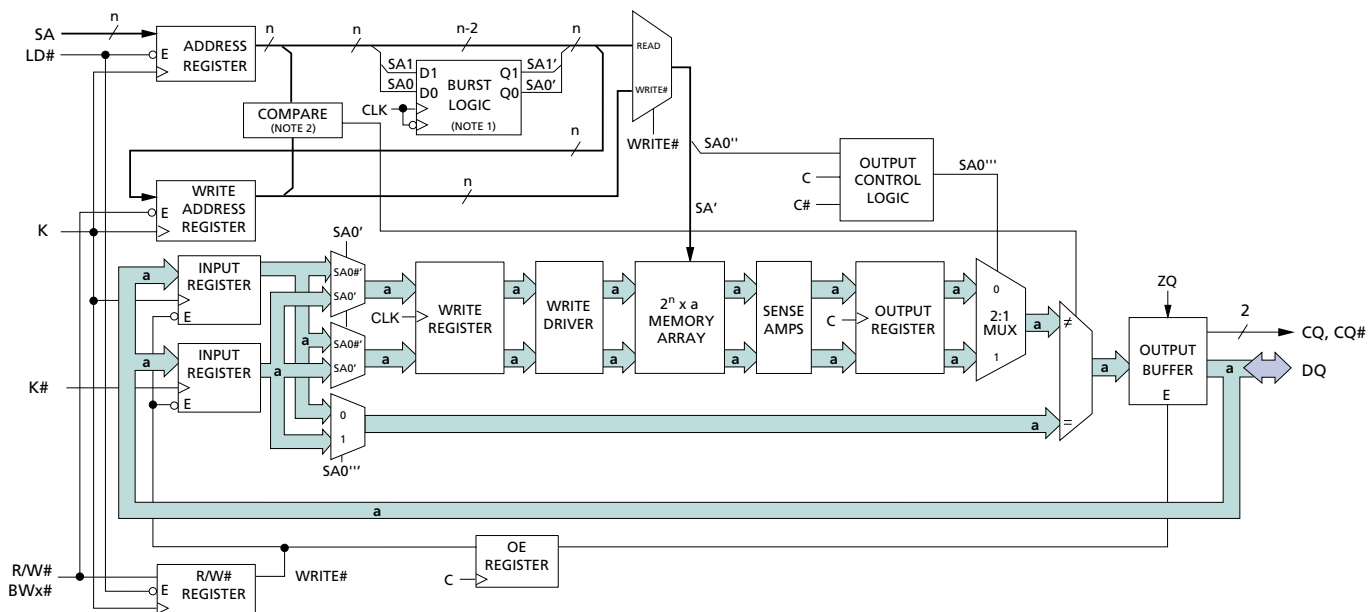 SA
n
LD#
E
ADDRESS
REGISTER
n
n
n-2
n
SA1
SA0
D1
D0
BURST
LOGIC
(NOTE 1)
Q1
Q0
SA1'
SA0'
CLK
READ
WRITE#
WRITE#
COMPARE
(NOTE 2)
n
n
SA0''
C
C#
OUTPUT
CONTROL
LOGIC
SA0'''
SA'
K
E
WRITE
ADDRESS
REGISTER
a
INPUT
REGISTER
E
SA0'
SA0#'
SA0'
a
CLK
WRITE
REGISTER
a
a
WRITE
DRIVER
a
a
2ⁿ x a
MEMORY
ARRAY
a
a
SENSE
AMPS
a
a
C
OUTPUT
REGISTER
a
a
0
2:1
MUX
1
a
≠
=
a
ZQ
OUTPUT
BUFFER
E
2
CQ, CQ#
a
DQ
K#
a
INPUT
REGISTER
E
a
a
SA0#'
SA0'
a
0
1
SA0'''
a
a
R/W#
BWx#
E
R/W#
REGISTER
WRITE#
OE
REGISTER
C